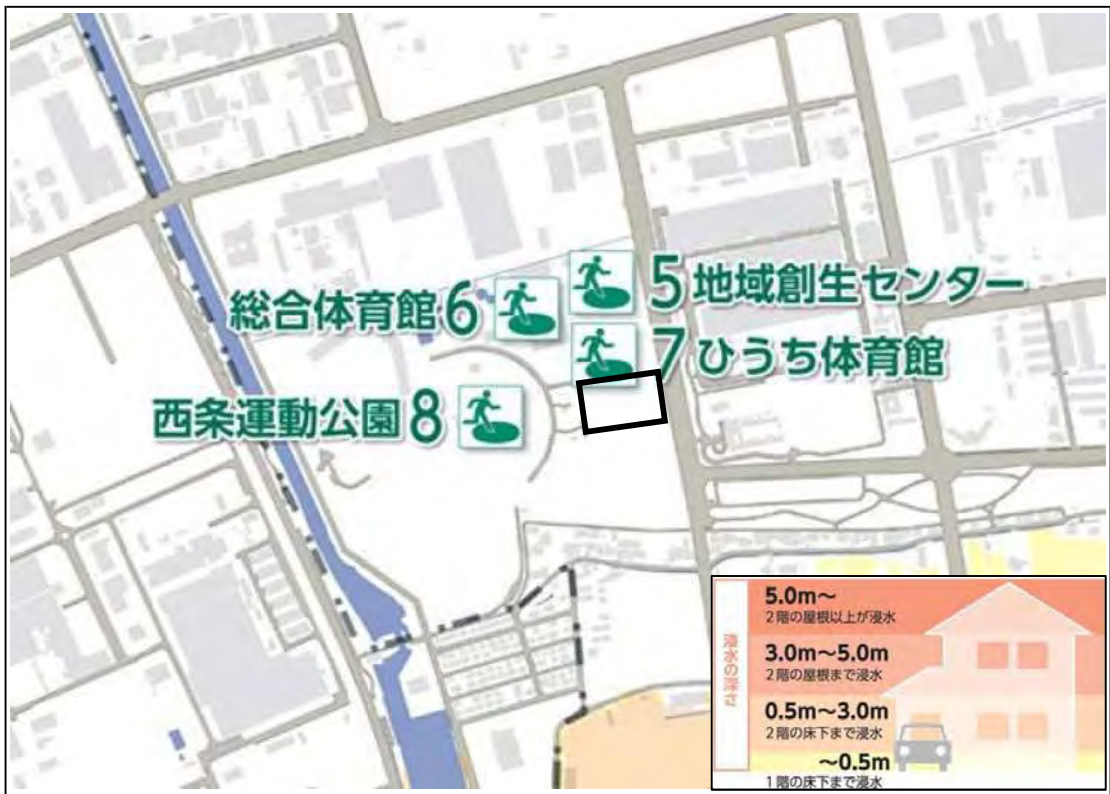 5 地域創生センター
総合体育館 6
7 ひうち体育館
西条運動公園 8
浸水の深さ
5.0m～
2階の屋根以上が浸水
3.0m～5.0m
2階の屋根まで浸水
0.5m～3.0m
2階の床下まで浸水
～0.5m
1階の床下まで浸水